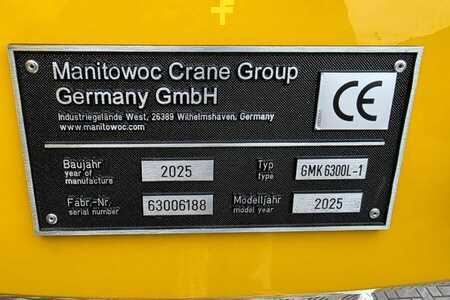 Manitowoc Crane Group
Germany GmbH
Industriegelände West, 26389 Wilhelmshaven, Germany
www.manitowoc.com
CE
Baujahr
year of
manufacture
2025
Typ
type
GMK 6300L-1
Fabr.-Nr.
serial number
63006188
Modelljahr
model year
2025